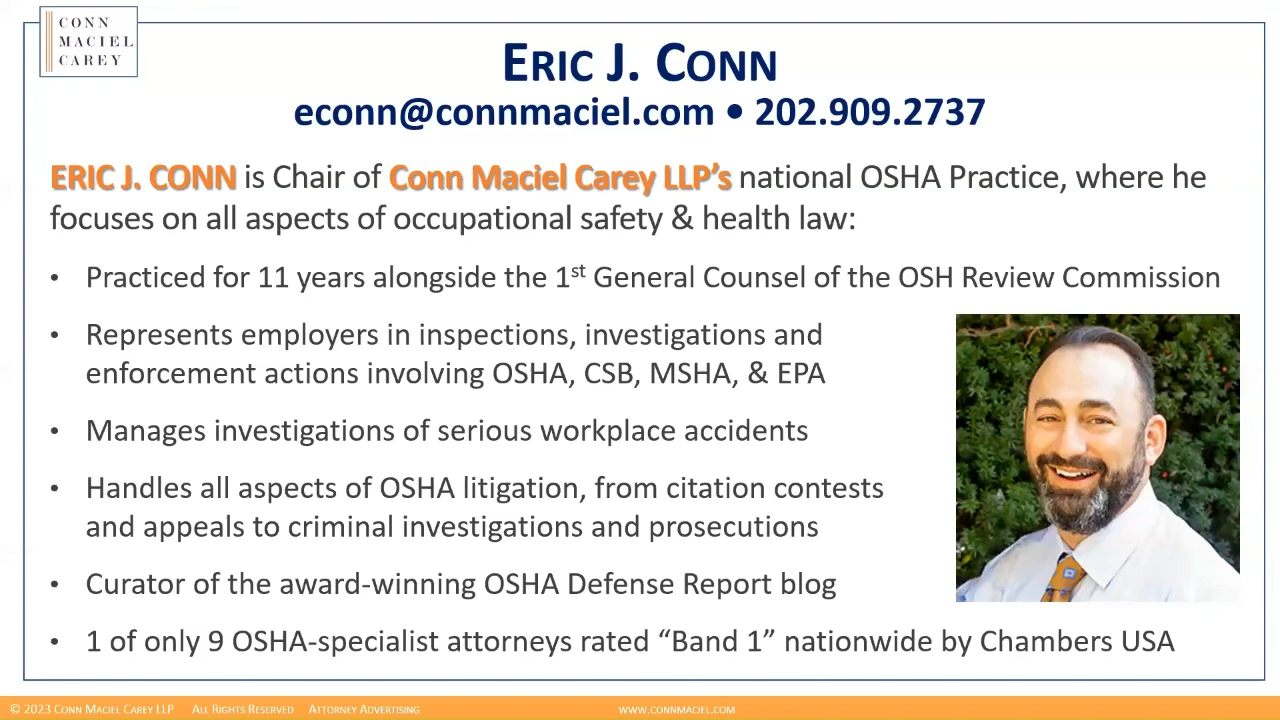 CONN
MACIEL
CAREY
ERIC J. CONN
econn@connmaciel.com • 202.909.2737
ERIC J. CONN is Chair of Conn Maciel Carey LLP’s national OSHA Practice, where he
focuses on all aspects of occupational safety & health law:
• Practiced for 11 years alongside the 1st General Counsel of the OSH Review Commission
• Represents employers in inspections, investigations and
enforcement actions involving OSHA, CSB, MSHA, & EPA
• Manages investigations of serious workplace accidents
• Handles all aspects of OSHA litigation, from citation contests
and appeals to criminal investigations and prosecutions
• Curator of the award-winning OSHA Defense Report blog
• 1 of only 9 OSHA-specialist attorneys rated “Band 1” nationwide by Chambers USA
© 2023 CONN MACIEL CAREY LLP ALL RIGHTS RESERVED ATTORNEY ADVERTISING WWW.CONNMACIEL.COM